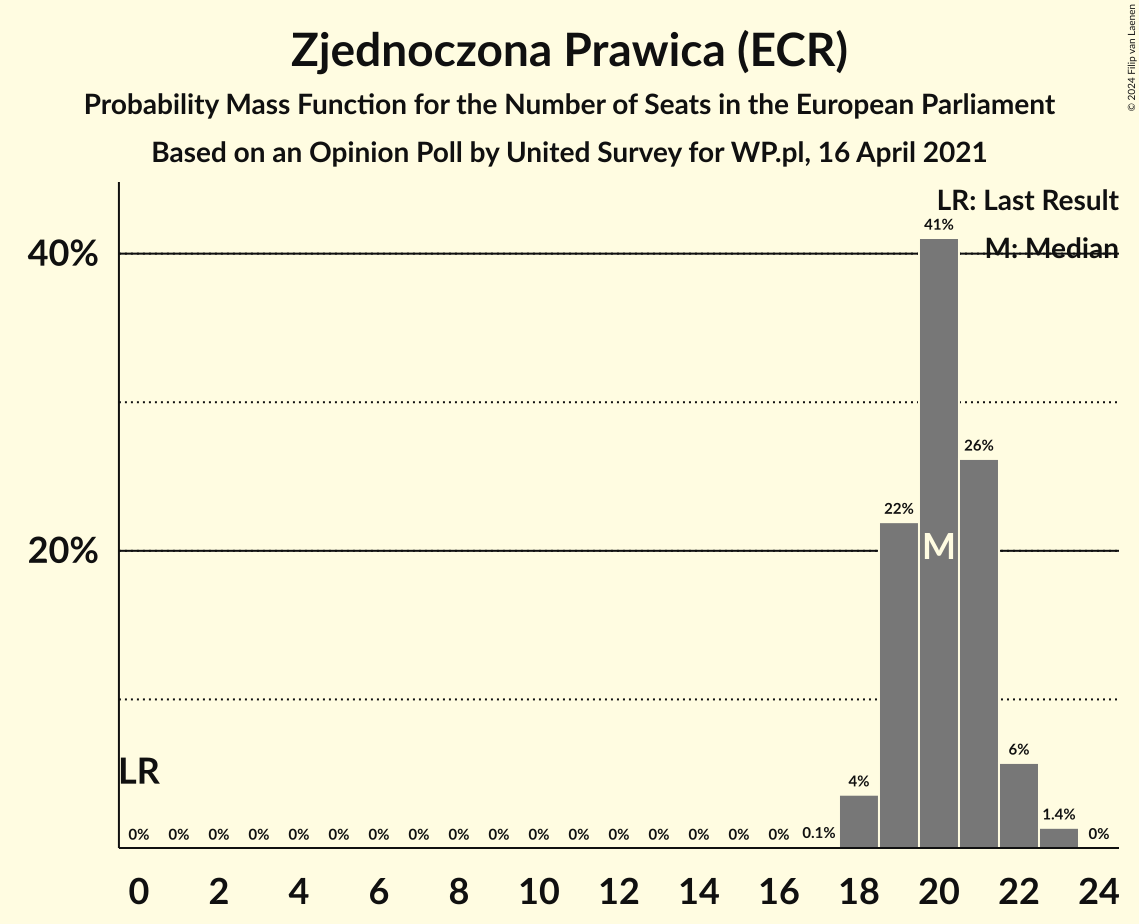 Zjednoczona Prawica (ECR)
Probability Mass Function for the Number of Seats in the European Parliament
Based on an Opinion Poll by United Survey for WP.pl, 16 April 2021
© 2024 Filip van Laenen
LR: Last Result
M: Median
40%
20%
41%
26%
22%
M
6%
4%
1.4%
LR
0% 0% 0% 0% 0% 0% 0% 0% 0% 0% 0% 0% 0% 0% 0% 0% 0% 0.1% 0%
0 2 4 6 8 10 12 14 16 18 20 22 24